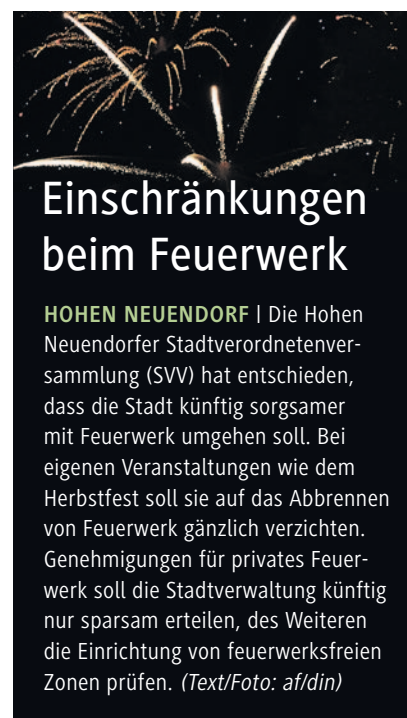 Einschränkungen
beim Feuerwerk
HOHEN NEUENDORF | Die Hohen
Neuendorfer Stadtverordnetenver-
sammlung (SVV) hat entschieden,
dass die Stadt künftig sorgsamer
mit Feuerwerk umgehen soll. Bei
eigenen Veranstaltungen wie dem
Herbstfest soll sie auf das Abbrennen
von Feuerwerk gänzlich verzichten.
Genehmigungen für privates Feuer-
werk soll die Stadtverwaltung künftig
nur sparsam erteilen, des Weiteren
die Einrichtung von feuerwerksfreien
Zonen prüfen. (Text/Foto: af/din)